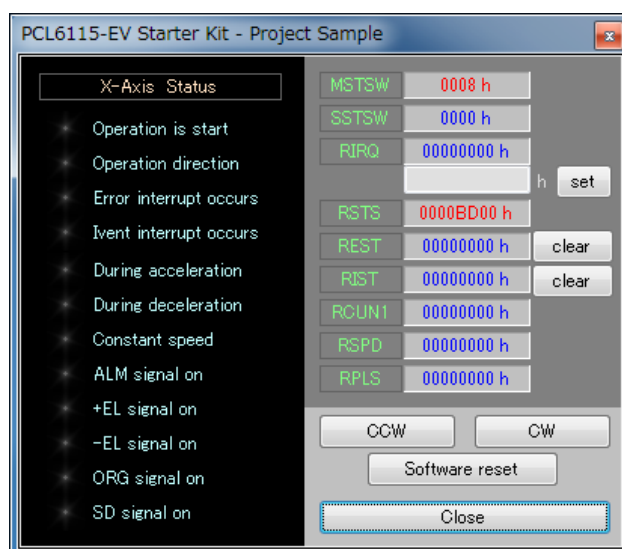 PCL6115-EV Starter Kit - Project Sample
X-Axis Status
Operation is start
Operation direction
Error interrupt occurs
Ivent interrupt occurs
During acceleration
During deceleration
Constant speed
ALM signal on
+EL signal on
-EL signal on
ORG signal on
SD signal on
MSTSW 0008 h
SSTSW 0000 h
RIRQ 00000000 h
h set
RSTS 0000BD00 h
REST 00000000 h clear
RIST 00000000 h clear
RCUN1 00000000 h
RSPD 00000000 h
RPLS 00000000 h
CCW CW
Software reset
Close